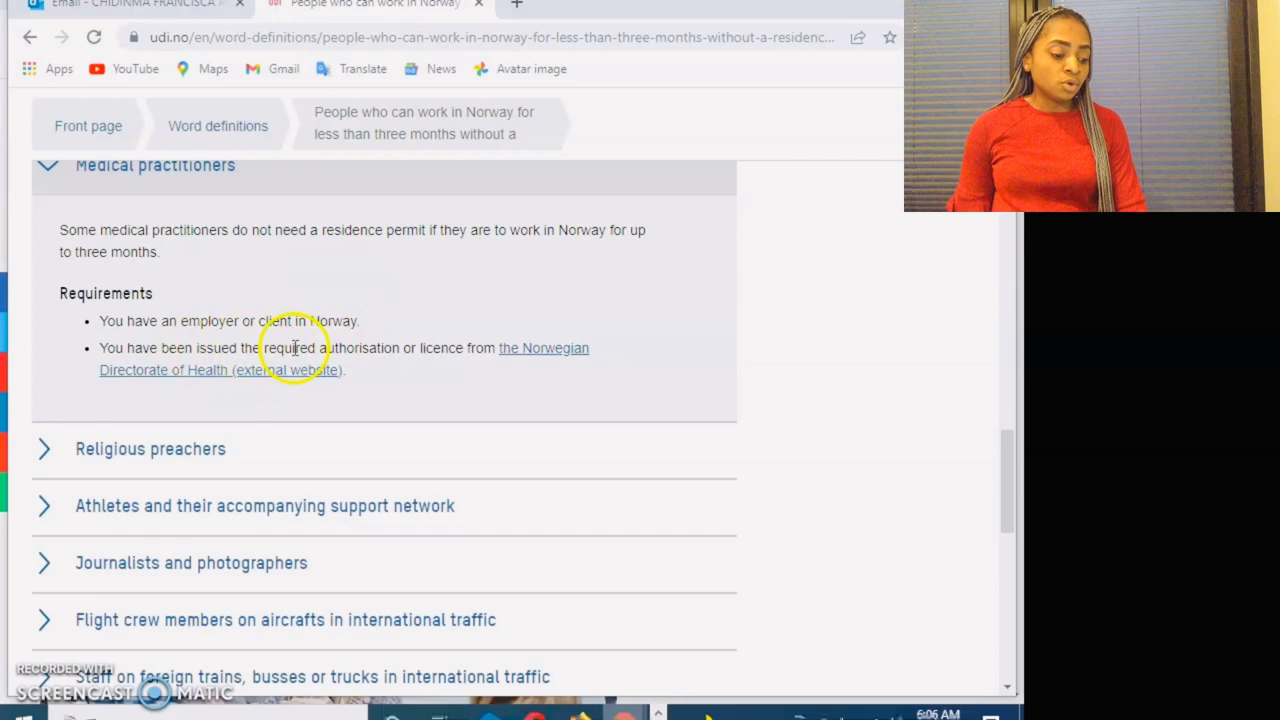 Email - CHIDINMA FRANCISCA
People who can work in Norway
udi.no/en/word-definitions/people-who-can-work-in-norway-for-less-than-three-months-without-a-residenc...
Apps YouTube Maps Gmail Translate News Avatar image
Front page
Word definitions
People who can work in Norway for
less than three months without a
Medical practitioners
Some medical practitioners do not need a residence permit if they are to work in Norway for up
to three months.
Requirements
• You have an employer or client in Norway.
• You have been issued the required authorisation or licence from the Norwegian
Directorate of Health (external website).
Religious preachers
Athletes and their accompanying support network
Journalists and photographers
Flight crew members on aircrafts in international traffic
Staff on foreign trains, busses or trucks in international traffic
RECORDED WITH
SCREENCAST MATIC
6:06 AM